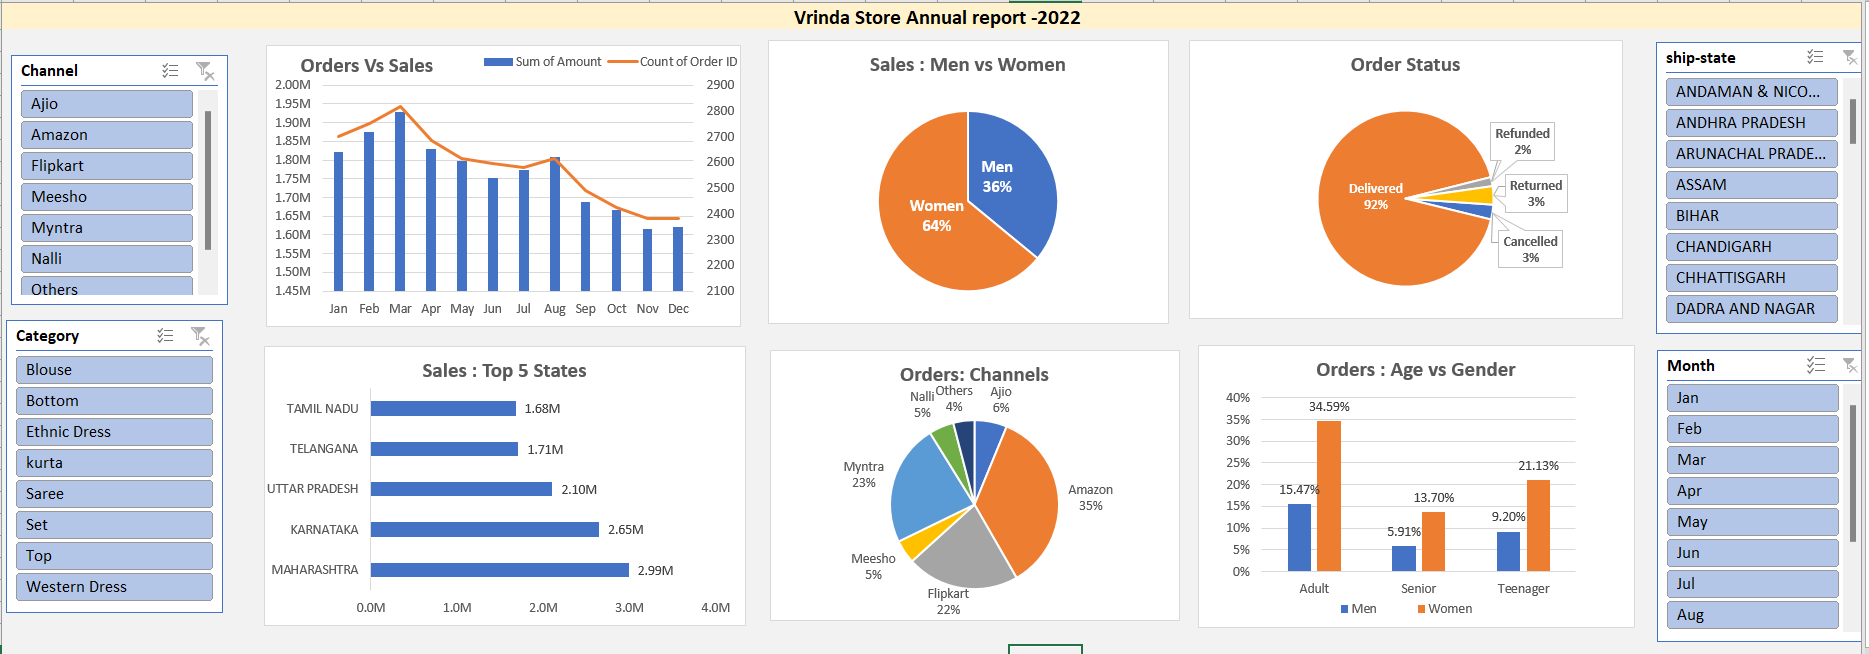 Vrinda Store Annual report -2022
Channel
Ajio
Amazon
Flipkart
Meesho
Myntra
Nalli
Others
Category
Blouse
Bottom
Ethnic Dress
kurta
Saree
Set
Top
Western Dress
Orders Vs Sales
Sum of Amount
Count of Order ID
2.00M
1.95M
1.90M
1.85M
1.80M
1.75M
1.70M
1.65M
1.60M
1.55M
1.50M
1.45M
2900
2800
2700
2600
2500
2400
2300
2200
2100
Jan Feb Mar Apr May Jun Jul Aug Sep Oct Nov Dec
Sales : Men vs Women
Men
36%
Women
64%
Order Status
Delivered
92%
Refunded
2%
Returned
3%
Cancelled
3%
Sales : Top 5 States
TAMIL NADU 1.68M
TELANGANA 1.71M
UTTAR PRADESH 2.10M
KARNATAKA 2.65M
MAHARASHTRA 2.99M
0.0M 1.0M 2.0M 3.0M 4.0M
Orders: Channels
Nalli
5%
Others
4%
Ajio
6%
Myntra
23%
Amazon
35%
Meesho
5%
Flipkart
22%
Orders : Age vs Gender
40%
35%
30%
25%
20%
15%
10%
5%
0%
15.47%
34.59%
5.91%
13.70%
9.20%
21.13%
Adult Senior Teenager
Men Women
ship-state
ANDAMAN & NICO...
ANDHRA PRADESH
ARUNACHAL PRADE...
ASSAM
BIHAR
CHANDIGARH
CHHATTISGARH
DADRA AND NAGAR
Month
Jan
Feb
Mar
Apr
May
Jun
Jul
Aug